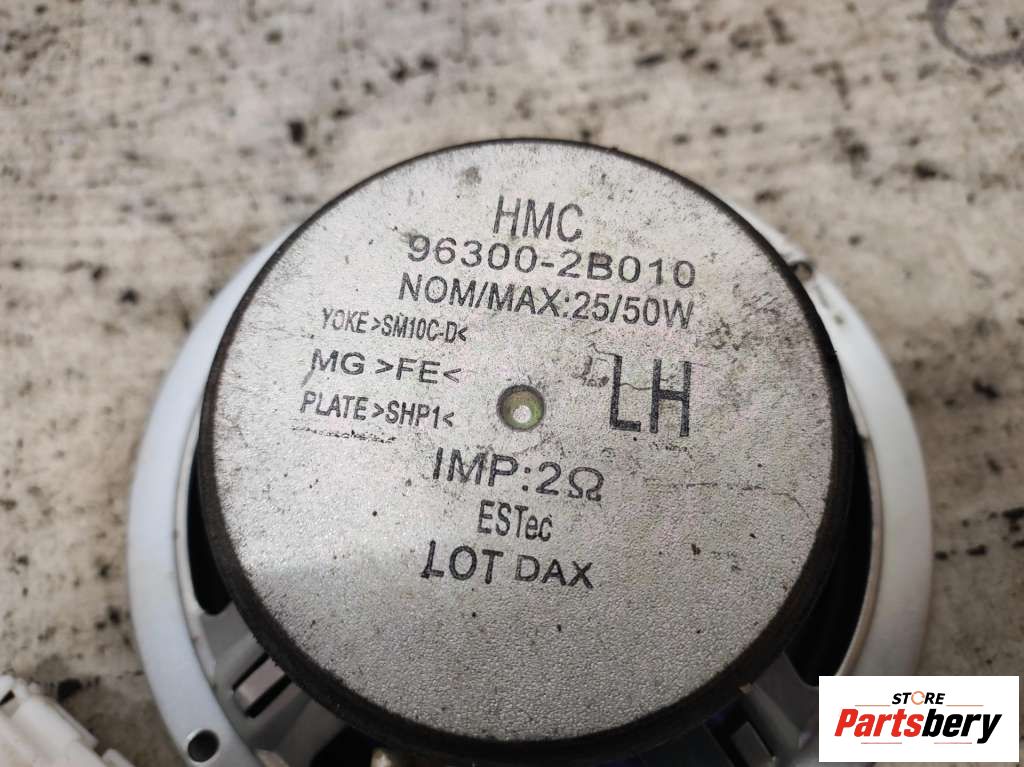 HMC
96300-2B010
NOM/MAX:25/50W
YOKE >SM10C-D<
MG >FE<
PLATE >SHP1<
LH
IMP:2Ω
ESTec
LOT DAX
STORE
Partsbery